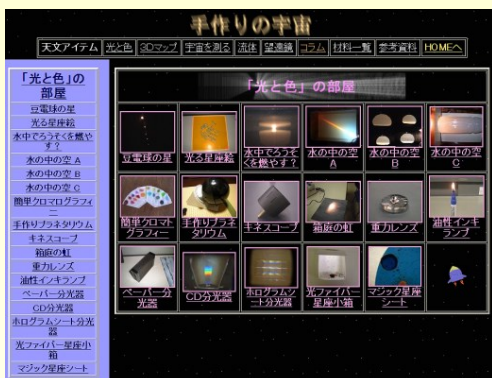 手作りの宇宙
天文アイテム 光と色 3Dマップ 宇宙を測る 流体 望遠鏡 コラム 材料一覧 参考資料 HOMEへ
「光と色」の
部屋
豆電球の星
光る星座絵
水中でろうそくを燃や
す?
水の中の空 A
水の中の空 B
水の中の空 C
簡単クロマトグラフィ
ー
手作りプラネタリウム
キネスコープ
箱庭の虹
重力レンズ
油性インキランプ
ペーパー分光器
CD分光器
ホログラムシート分光
器
光ファイバー星座小
箱
マジック星座シート
「光と色」の部屋
豆電球の星
光る星座絵
水中でろうそ
くを燃やす?
水の中の空
A
水の中の空
B
水の中の空
C
簡単クロマト
グラフィー
手作りプラ
ネタリウム
キネスコープ
箱庭の虹
重力レンズ
油性インキ
ランプ
ペーパー分
光器
CD分光器
ホログラムシ
ート分光器
光ファイバー
星座小箱
マジック星座
シート